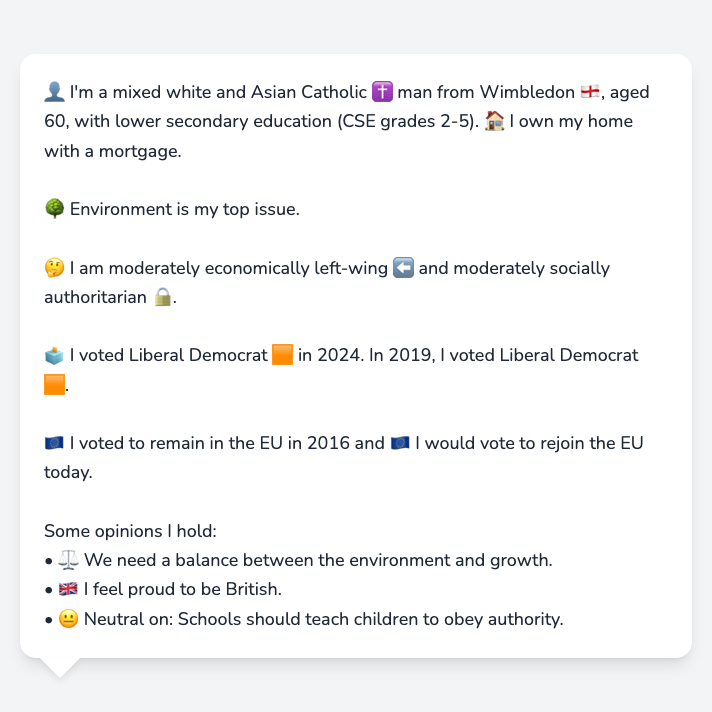 👤 I'm a mixed white and Asian Catholic ✝️ man from Wimbledon 🏴󠁧󠁢󠁥󠁮󠁧󠁿, aged
60, with lower secondary education (CSE grades 2-5). 🏠 I own my home
with a mortgage.
🌳 Environment is my top issue.
🤔 I am moderately economically left-wing ⬅️ and moderately socially
authoritarian 🔒.
🗳️ I voted Liberal Democrat 🟧 in 2024. In 2019, I voted Liberal Democrat
🟧.
🇪🇺 I voted to remain in the EU in 2016 and 🇪🇺 I would vote to rejoin the EU
today.
Some opinions I hold:
• ⚖️ We need a balance between the environment and growth.
• 🇬🇧 I feel proud to be British.
• 😐 Neutral on: Schools should teach children to obey authority.